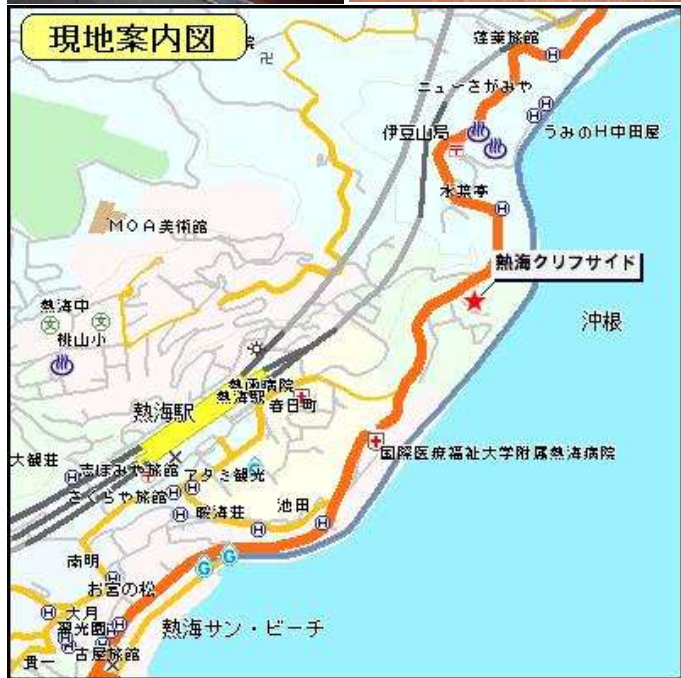 現地案内図
院
蓬莱旅館
ニューさがみや
伊豆山局
うみのH中田屋
水葉亭
MOA美術館
熱海クリフサイド
沖根
熱海中
桃山小
熱函病院
熱海駅
春日町
熱海駅
国際医療福祉大学附属熱海病院
大観荘
志ほみや旅館
アタミ観光
さくらや旅館
暖海荘
池田
南明
お宮の松
大月
翠光園
熱海サン・ビーチ
古屋旅館
貫一